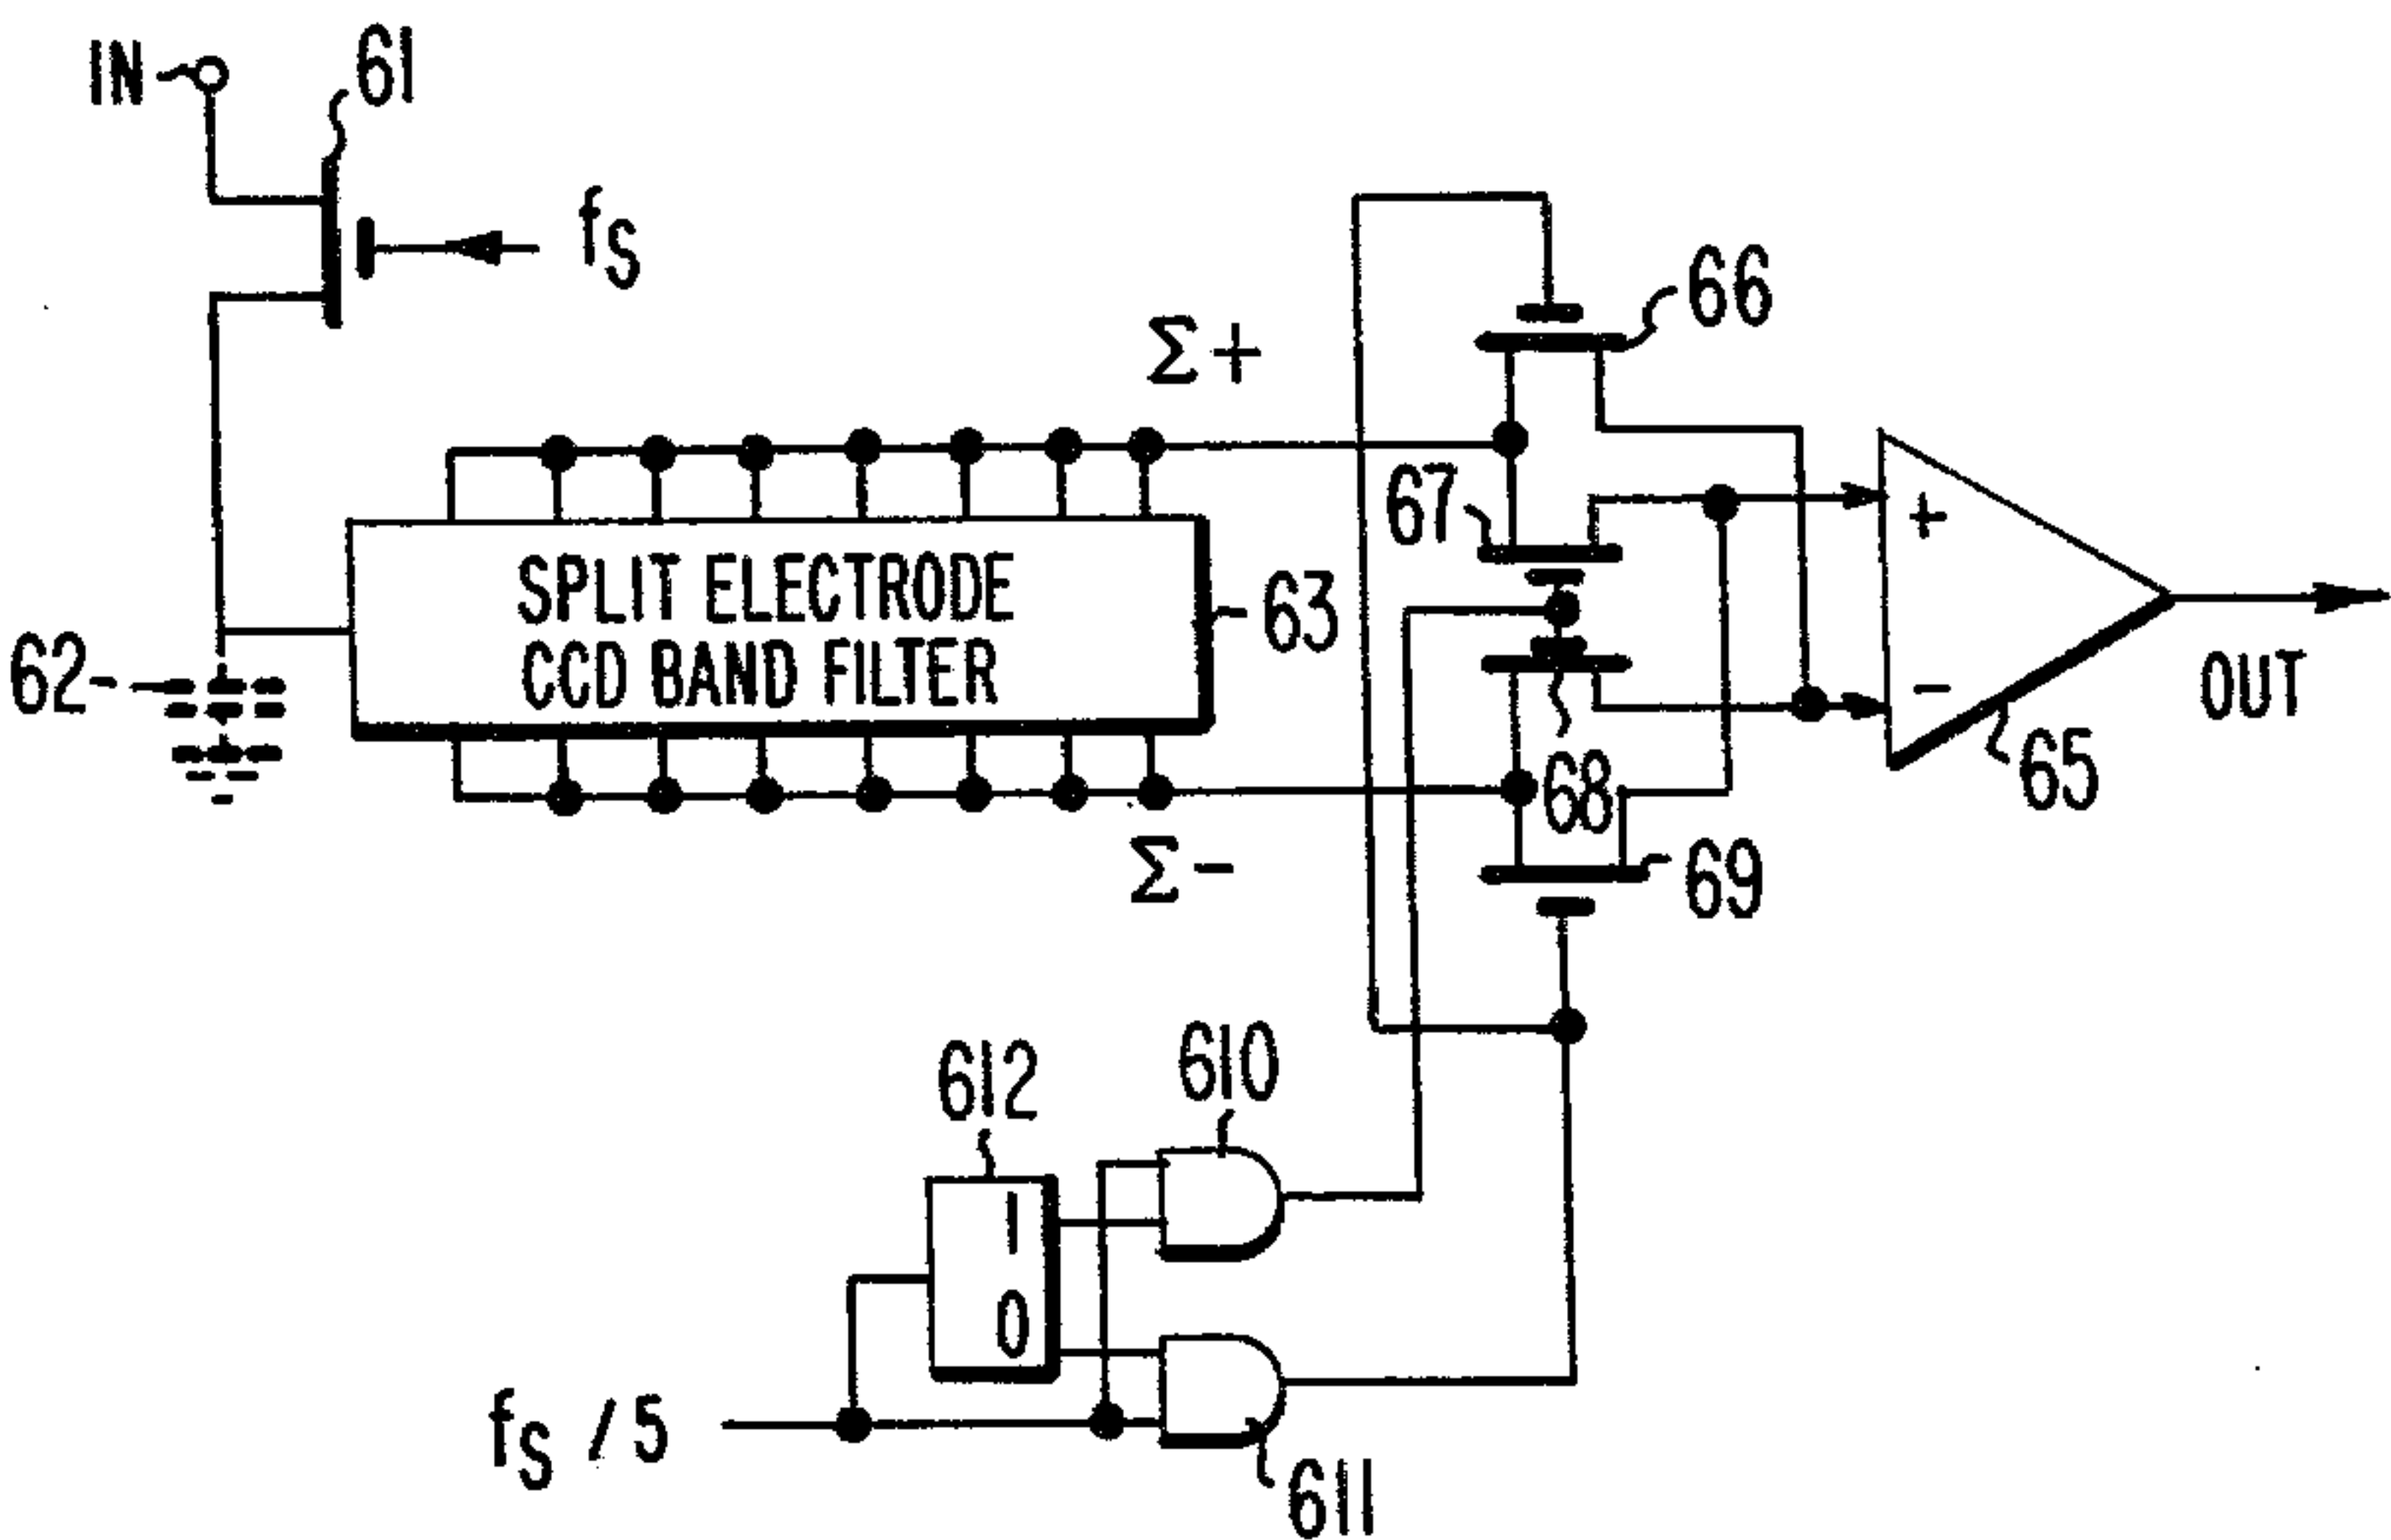 IN
61
fS
Σ+
66
67
SPLIT ELECTRODE
CCD BAND FILTER
63
+
62
-
OUT
68
65
Σ-
69
612
610
1
0
fS / 5
611